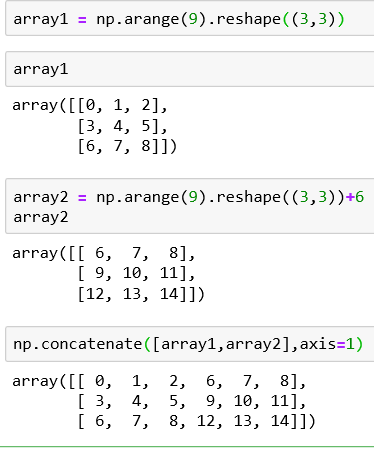 array1 = np.arange(9).reshape((3,3))
array1
array([[0, 1, 2],
       [3, 4, 5],
       [6, 7, 8]])
array2 = np.arange(9).reshape((3,3))+6
array2
array([[ 6,  7,  8],
       [ 9, 10, 11],
       [12, 13, 14]])
np.concatenate([array1,array2],axis=1)
array([[ 0,  1,  2,  6,  7,  8],
       [ 3,  4,  5,  9, 10, 11],
       [ 6,  7,  8, 12, 13, 14]])